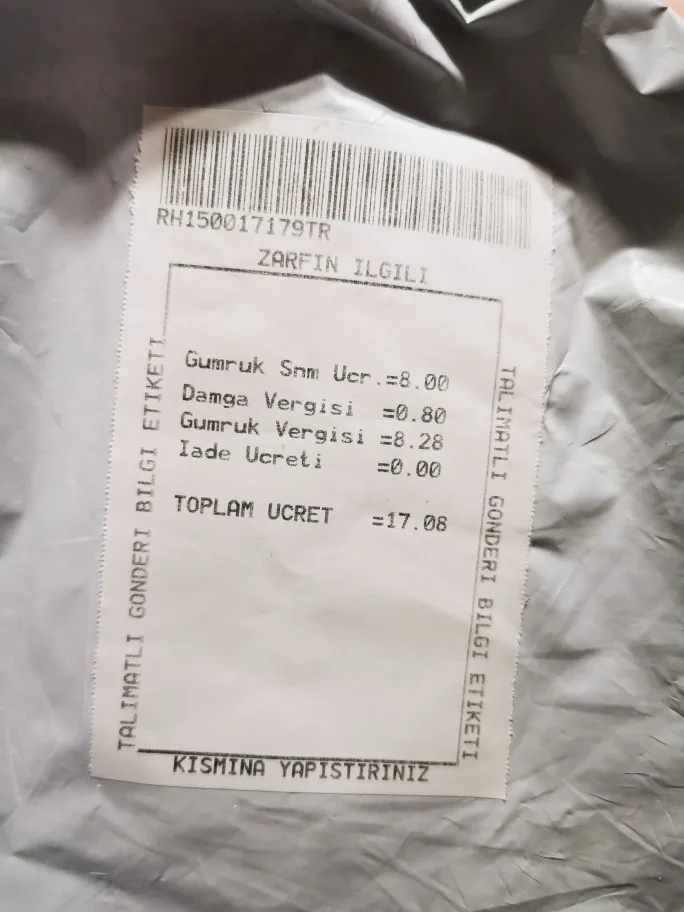 RH150017179TR
ZARFIN ILGILI
Gumruk Snm Ucr.=8.00
Damga Vergisi =0.80
Gumruk Vergisi =8.28
Iade Ucreti =0.00
TOPLAM UCRET =17.08
TALIMATLI GONDERI BILGI ETIKETI
TALIMATLI GONDERI BILGI ETIKETI
KISMINA YAPISTIRINIZ